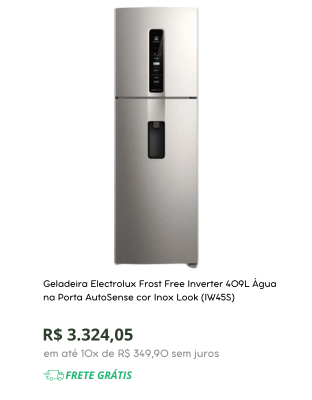 Geladeira Electrolux Frost Free Inverter 409L Água
na Porta AutoSense cor Inox Look (IW45S)
R$ 3.324,05
em até 10x de R$ 349,90 sem juros
FRETE GRÁTIS